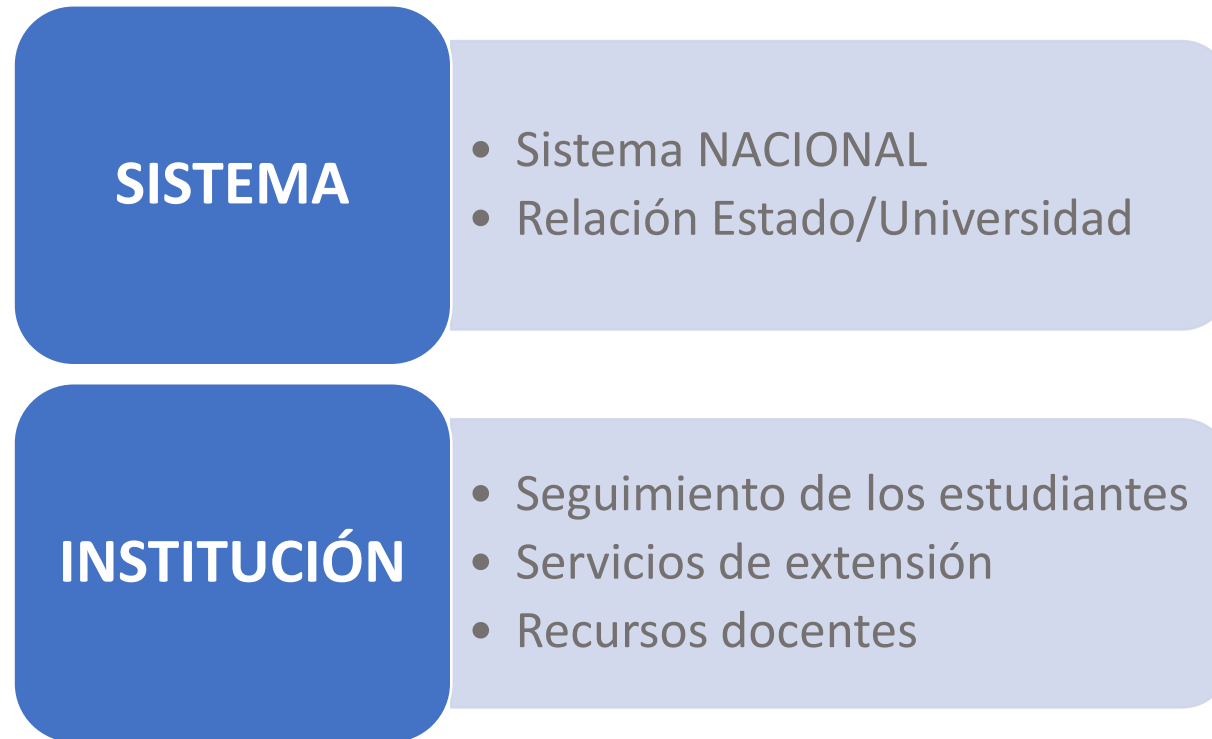 SISTEMA
• Sistema NACIONAL
• Relación Estado/Universidad
INSTITUCIÓN
• Seguimiento de los estudiantes
• Servicios de extensión
• Recursos docentes